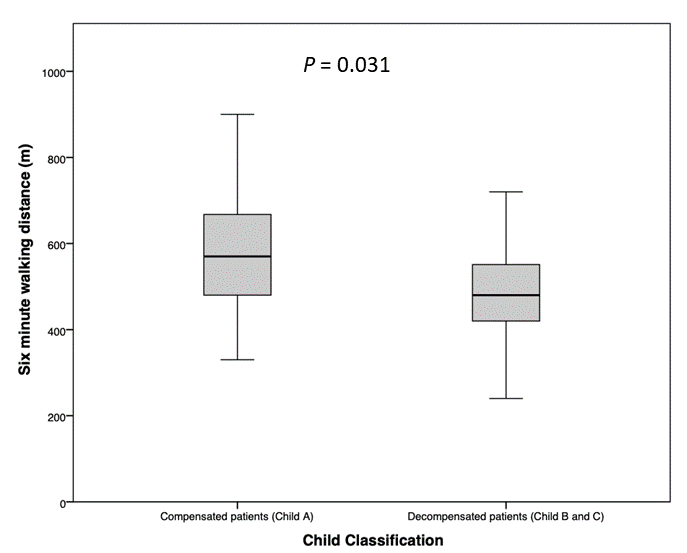 P = 0.031
Six minute walking distance (m)
1000
800
600
400
200
0
Compensated patients (Child A)
Decompensated patients (Child B and C)
Child Classification